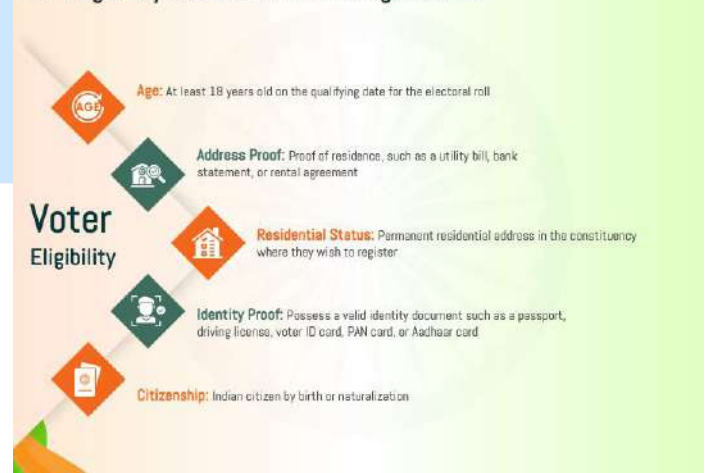 AGE
Age: At least 18 years old on the qualifying date for the electoral roll
Address Proof: Proof of residence, such as a utility bill, bank
statement, or rental agreement
Voter
Eligibility
Residential Status: Permanent residential address in the constituency
where they wish to register
Identity Proof: Possess a valid identity document such as a passport,
driving license, voter ID card, PAN card, or Aadhaar card
Citizenship: Indian citizen by birth or naturalization